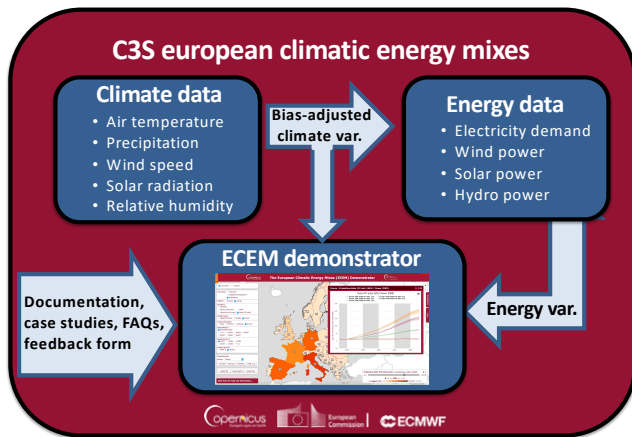 C3S european climatic energy mixes
Climate data
• Air temperature
• Precipitation
• Wind speed
• Solar radiation
• Relative humidity
Bias-adjusted
climate var.
Energy data
• Electricity demand
• Wind power
• Solar power
• Hydro power
ECEM demonstrator
The European Climatic Energy Mixes (ECEM) Demonstrator
Documentation,
case studies, FAQs,
feedback form
Energy var.
Copernicus
European
Commission
ECMWF